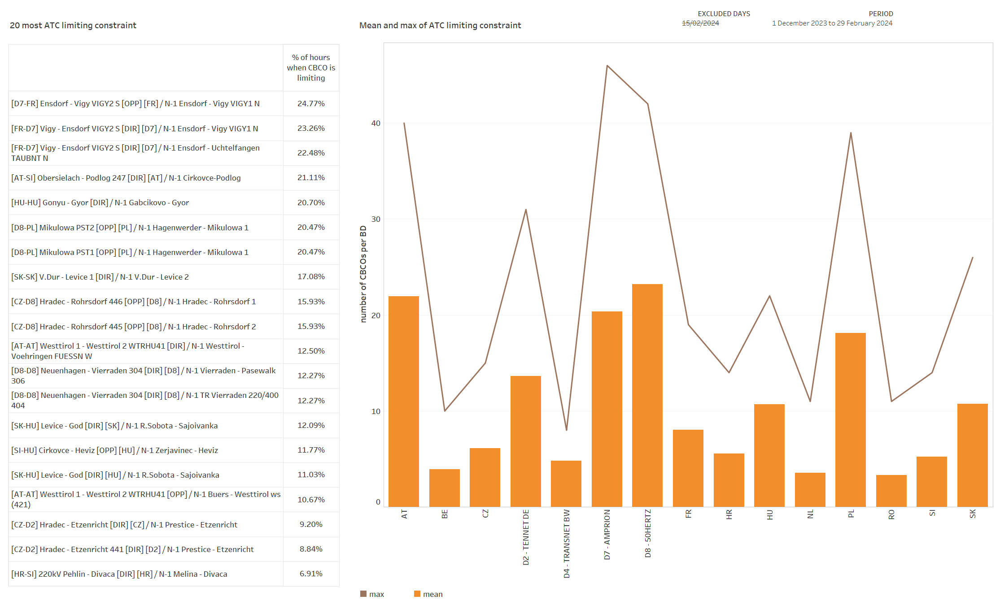 20 most ATC limiting constraint
% of hours
when CBCO is
limiting
[D7-FR] Ensdorf - Vigy VIGY2 S [OPP] [FR] / N-1 Ensdorf - Vigy VIGY1 N
24.77%
[FR-D7] Vigy - Ensdorf VIGY2 S [DIR] [D7] / N-1 Ensdorf - Vigy VIGY1 N
23.26%
[FR-D7] Vigy - Ensdorf VIGY2 S [DIR] [D7] / N-1 Ensdorf - Uchtelfangen
TAUBNT N
22.48%
[AT-SI] Obersielach - Podlog 247 [DIR] [AT] / N-1 Cirkovce-Podlog
21.11%
[HU-HU] Gonyu - Gyor [DIR] / N-1 Gabcikovo - Gyor
20.70%
[D8-PL] Mikulowa PST2 [OPP] [PL] / N-1 Hagenwerder - Mikulowa 1
20.47%
[D8-PL] Mikulowa PST1 [OPP] [PL] / N-1 Hagenwerder - Mikulowa 1
20.47%
[SK-SK] V.Dur - Levice 1 [DIR] / N-1 V.Dur - Levice 2
17.08%
[CZ-D8] Hradec - Rohrsdorf 446 [OPP] [D8] / N-1 Hradec - Rohrsdorf 1
15.93%
[CZ-D8] Hradec - Rohrsdorf 445 [OPP] [D8] / N-1 Hradec - Rohrsdorf 2
15.93%
[AT-AT] Westtirol 1 - Westtirol 2 WTRHU41 [DIR] / N-1 Westtirol -
Voehringen FUESSN W
12.50%
[D8-D8] Neuenhagen - Vierraden 304 [DIR] [D8] / N-1 Vierraden - Pasewalk
306
12.27%
[D8-D8] Neuenhagen - Vierraden 304 [DIR] [D8] / N-1 TR Vierraden 220/400
404
12.27%
[SK-HU] Levice - God [DIR] [SK] / N-1 R.Sobota - Sajoivanka
12.09%
[SI-HU] Cirkovce - Heviz [OPP] [HU] / N-1 Zerjavinec - Heviz
11.77%
[SK-HU] Levice - God [DIR] [HU] / N-1 R.Sobota - Sajoivanka
11.03%
[AT-AT] Westtirol 1 - Westtirol 2 WTRHU41 [OPP] / N-1 Buers - Westtirol ws
(421)
10.67%
[CZ-D2] Hradec - Etzenricht [DIR] [CZ] / N-1 Prestice - Etzenricht
9.20%
[CZ-D2] Hradec - Etzenricht 441 [DIR] [D2] / N-1 Prestice - Etzenricht
8.84%
[HR-SI] 220kV Pehlin - Divaca [DIR] [HR] / N-1 Melina - Divaca
6.91%
Mean and max of ATC limiting constraint
EXCLUDED DAYS
15/02/2024
PERIOD
1 December 2023 to 29 February 2024
number of CBCOs per BD
40
30
20
10
0
AT
BE
CZ
D2 - TENNET DE
D4 - TRANSNET BW
D7 - AMPRION
D8 - 50HERTZ
FR
HR
HU
NL
PL
RO
SI
SK
max
mean